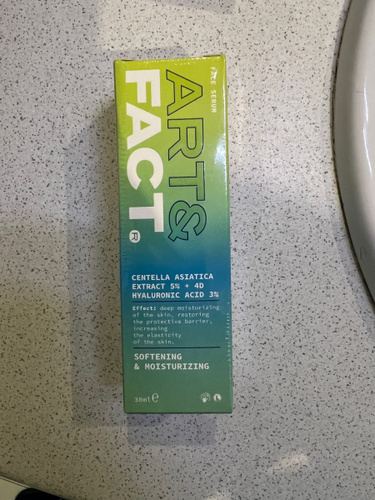 FACE SERUM
ART&
FACT®
CENTELLA ASIATICA
EXTRACT 5% + 4D
HYALURONIC ACID 3%
Effect: deep moisturizing
of the skin, restoring
the protective barrier,
increasing
the elasticity
of the skin.
SOFTENING
& MOISTURIZING
30ml ℮